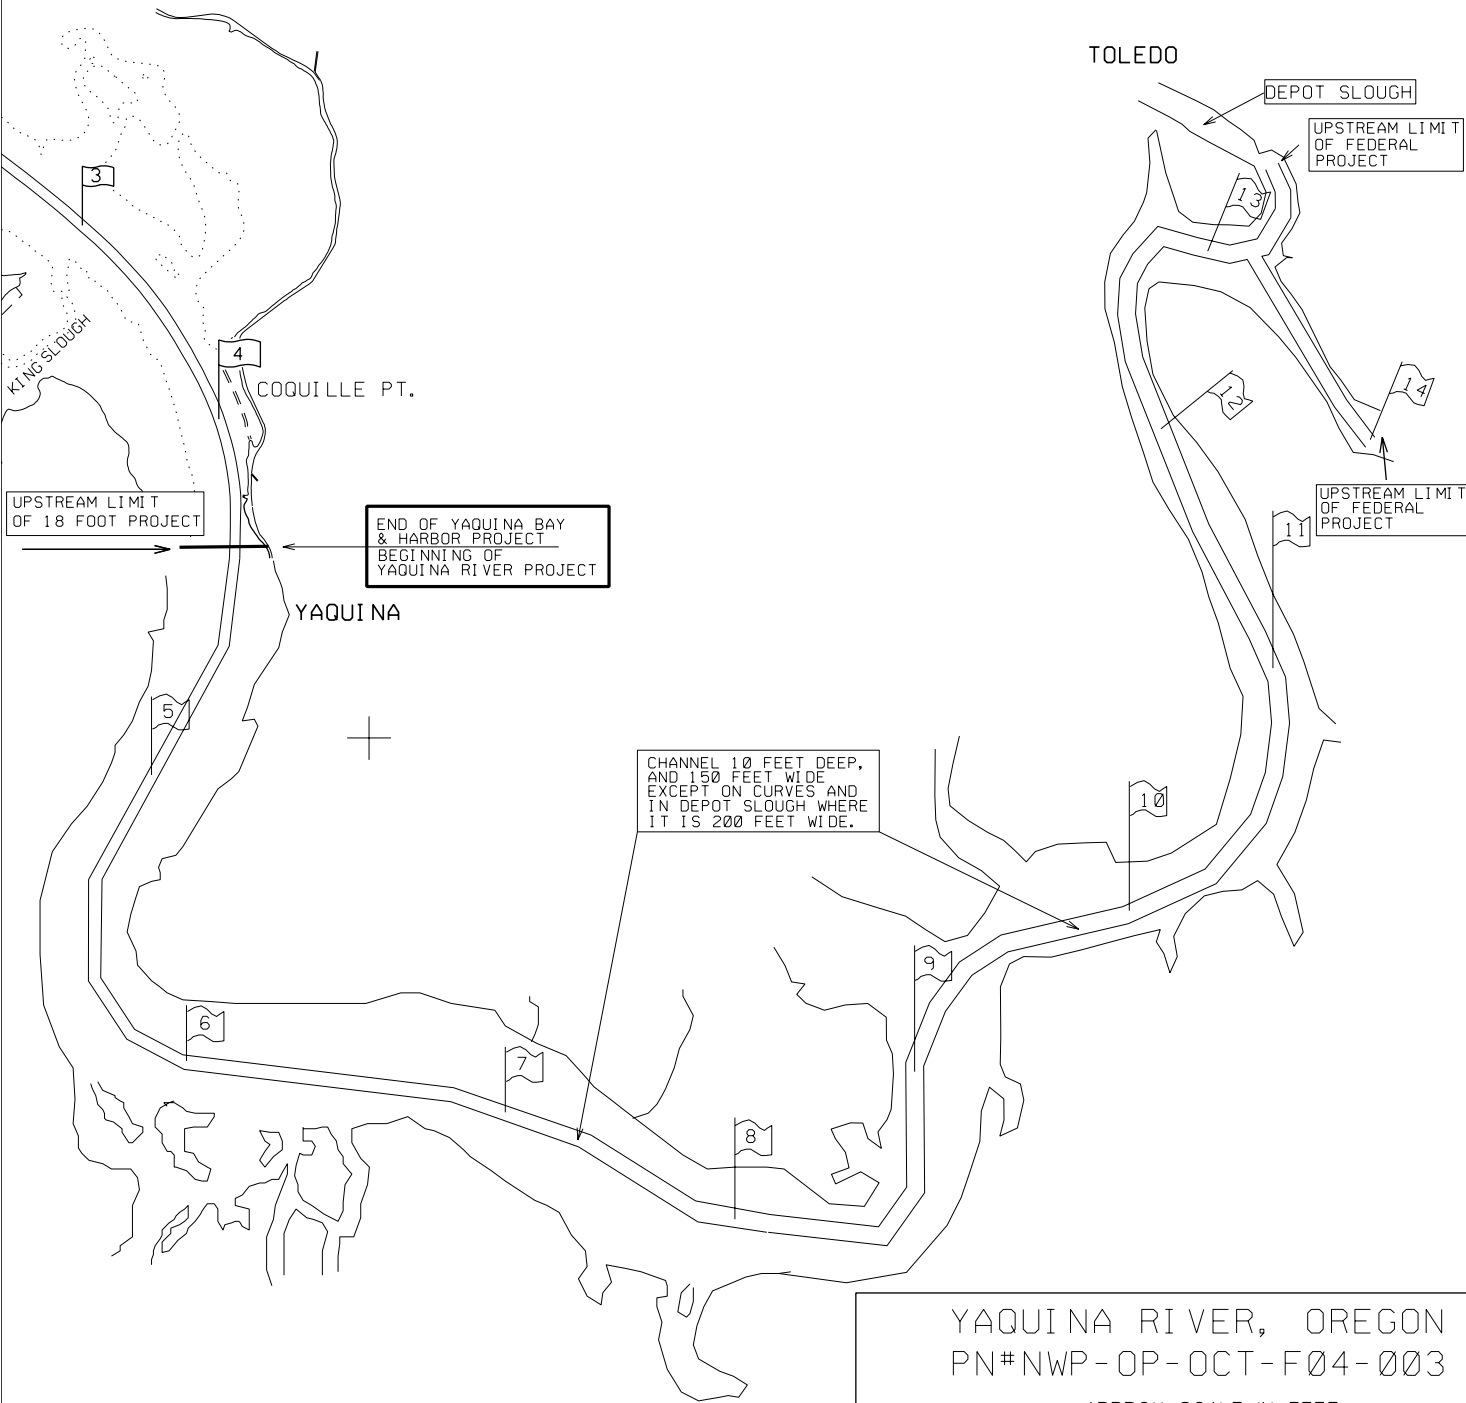 TOLEDO
DEPOT SLOUGH
UPSTREAM LIMIT
OF FEDERAL
PROJECT
3
13
KING SLOUGH
4
COQUILLE PT.
12
14
UPSTREAM LIMIT
OF 18 FOOT PROJECT
END OF YAQUINA BAY
& HARBOR PROJECT
BEGINNING OF
YAQUINA RIVER PROJECT
UPSTREAM LIMIT
OF FEDERAL
PROJECT
11
YAQUINA
5
CHANNEL 10 FEET DEEP,
AND 150 FEET WIDE
EXCEPT ON CURVES AND
IN DEPOT SLOUGH WHERE
IT IS 200 FEET WIDE.
10
9
6
7
8
YAQUINA RIVER, OREGON
PN#NWP-OP-OCT-F04-003